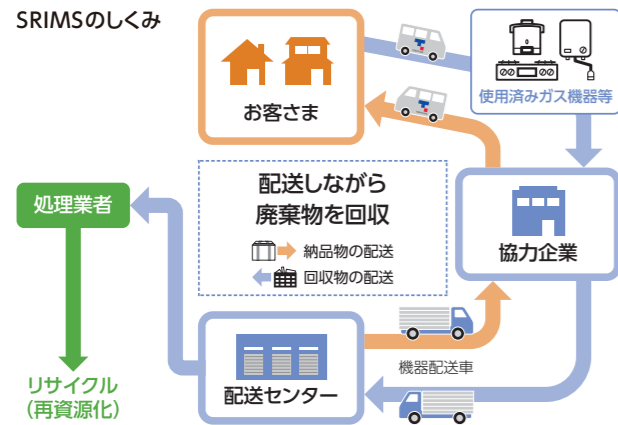 SRIMSのしくみ
お客さま
使用済みガス機器等
配送しながら
廃棄物を回収
納品物の配送
回収物の配送
処理業者
協力企業
機器配送車
配送センター
リサイクル
（再資源化）